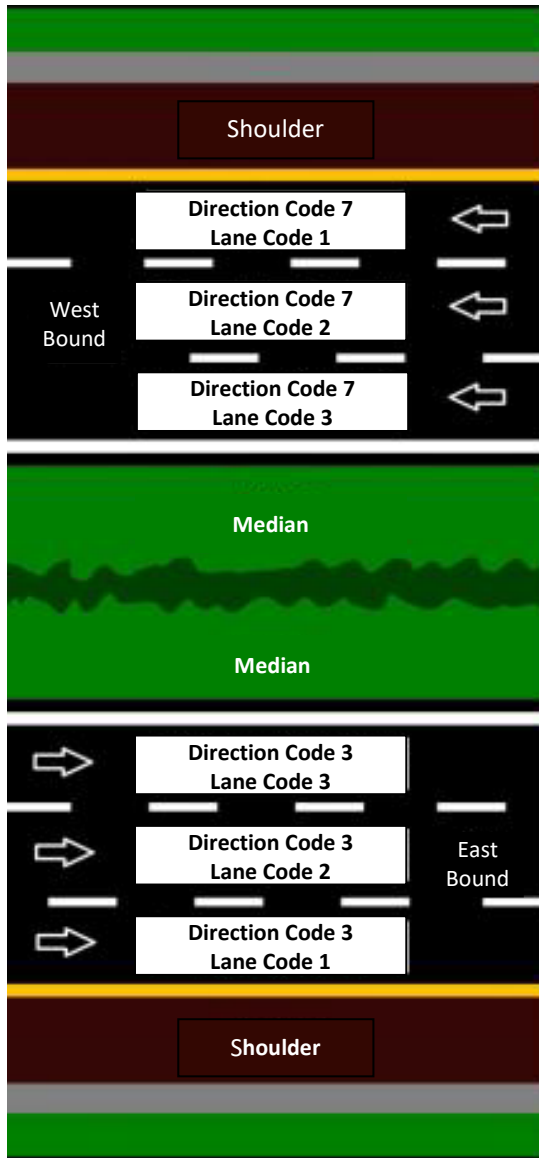 Shoulder
Direction Code 7
Lane Code 1
West
Bound
Direction Code 7
Lane Code 2
Direction Code 7
Lane Code 3
Median
Median
Direction Code 3
Lane Code 3
Direction Code 3
Lane Code 2
East
Bound
Direction Code 3
Lane Code 1
Shoulder